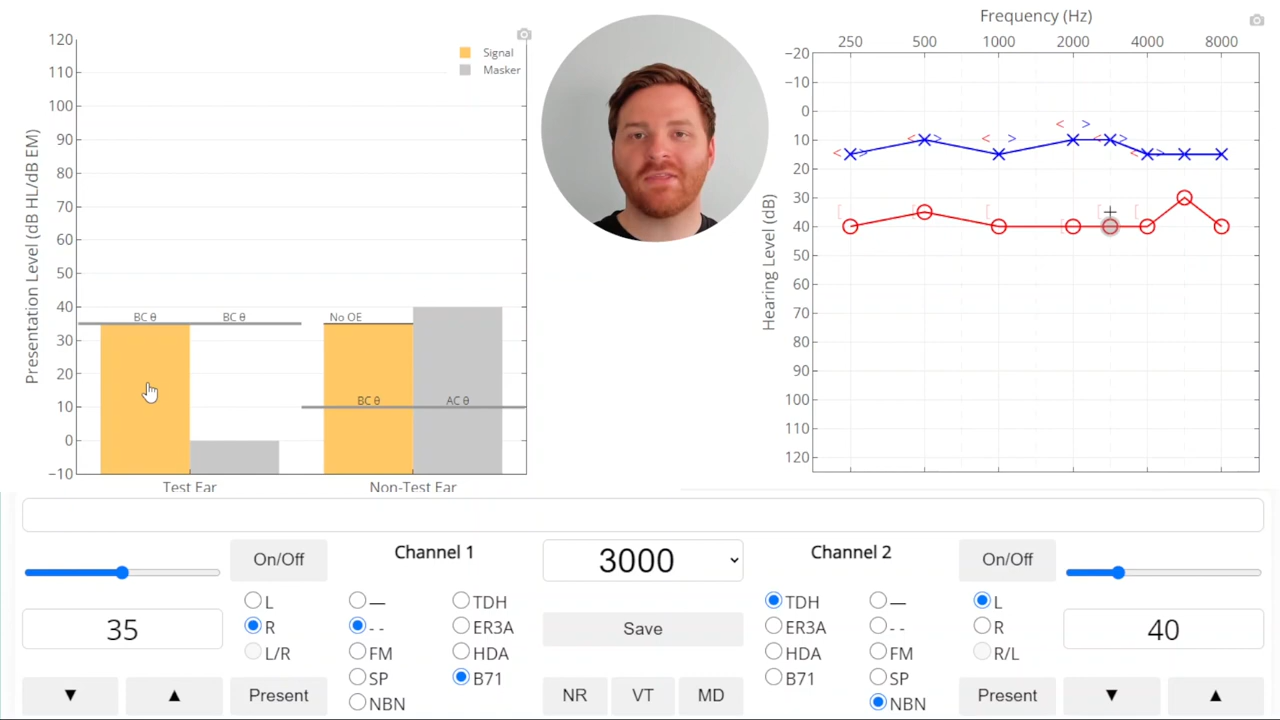 120
110
100
90
80
70
60
50
40
30
20
10
0
−10
Presentation Level (dB HL/dB EM)
Signal
Masker
BC θ
BC θ
No OE
BC θ
AC θ
Test Ear
Non-Test Ear
Frequency (Hz)
250 500 1000 2000 4000 8000
−20
−10
0
10
20
30
40
50
60
70
80
90
100
110
120
Hearing Level (dB)
On/Off
Channel 1
3000
Channel 2
On/Off
L
—
TDH
TDH
—
L
35
R
- -
ER3A
Save
ER3A
- -
R
40
L/R
FM
HDA
HDA
FM
R/L
SP
B71
B71
SP
▼
▲
Present
NBN
NR
VT
MD
NBN
Present
▼
▲